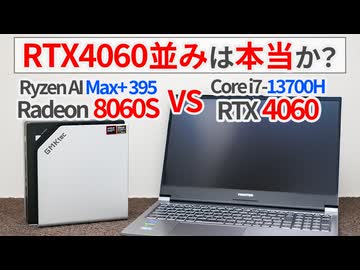 RTX4060並みは本当か？
Ryzen AI Max+ 395
Radeon 8060S
VS
Core i7-13700H
RTX 4060
GMKtec